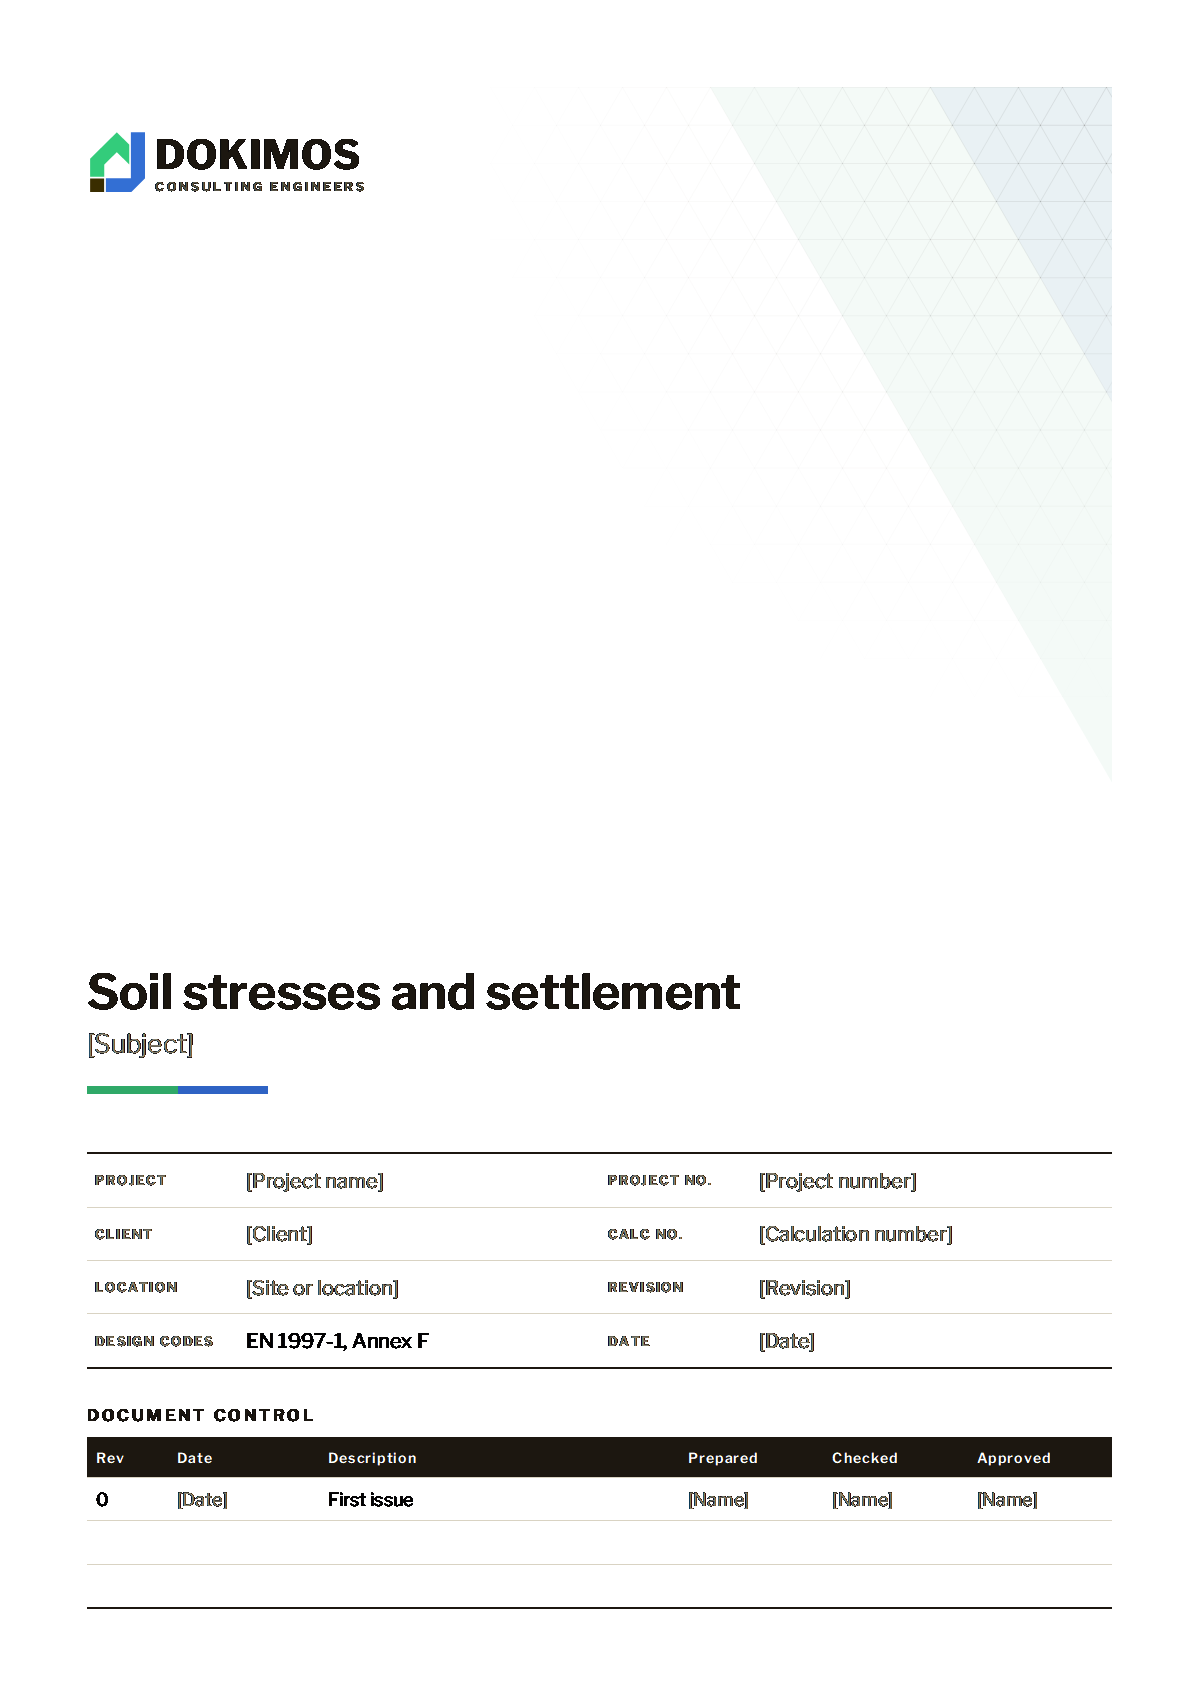 DOKIMOS
CONSULTING ENGINEERS
Soil stresses and settlement
[Subject]
PROJECT [Project name] PROJECT NO. [Project number]
CLIENT [Client] CALC NO. [Calculation number]
LOCATION [Site or location] REVISION [Revision]
DESIGN CODES EN 1997-1, Annex F DATE [Date]
DOCUMENT CONTROL
Rev Date Description Prepared Checked Approved
0 [Date] First issue [Name] [Name] [Name]